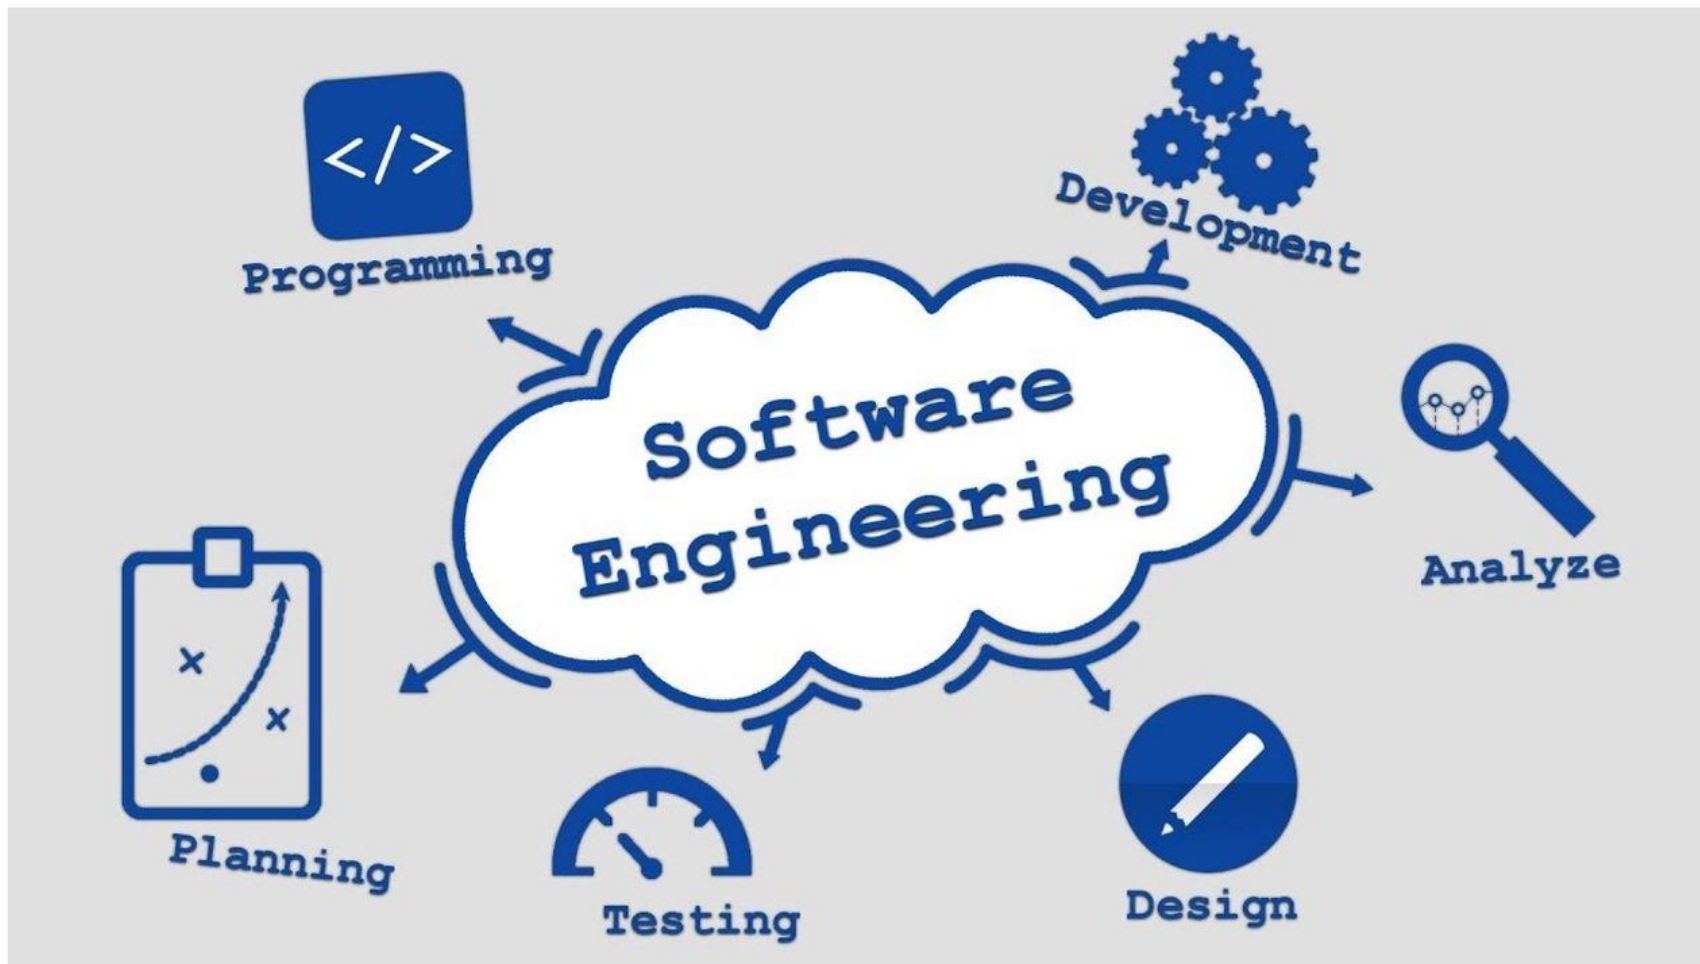 </>
Programming
Development
Software
Engineering
Analyze
Planning
Testing
Design